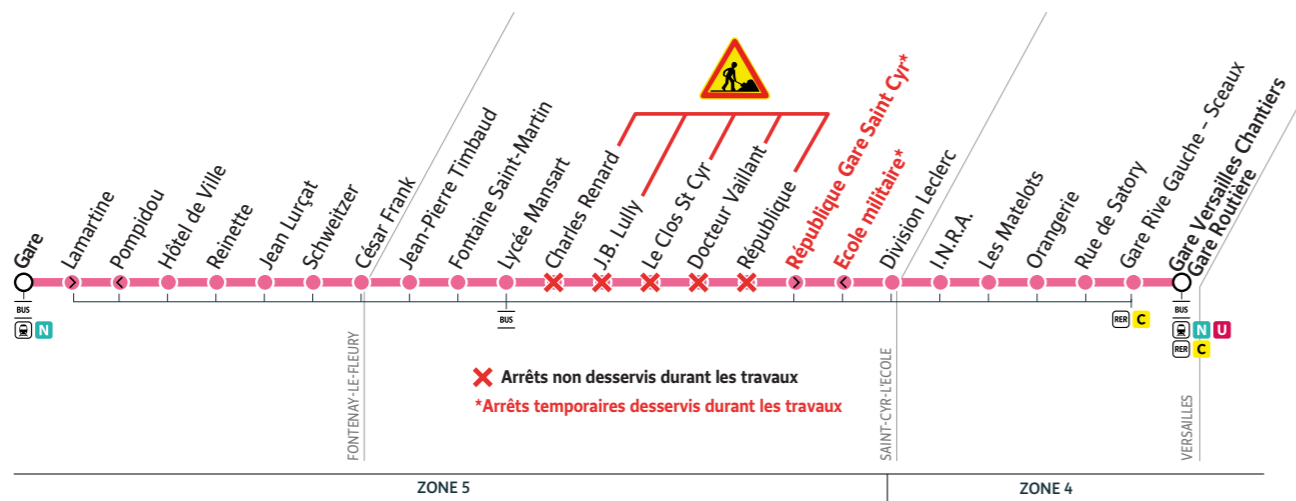 Gare
Lamartine
Pompidou
Hôtel de Ville
Reinette
Jean Lurçat
Schweitzer
César Frank
Jean-Pierre Timbaud
Fontaine Saint-Martin
Lycée Mansart
Charles Renard
J.B. Lully
Le Clos St Cyr
Docteur Vaillant
République
République Gare Saint Cyr*
Ecole militaire*
Division Leclerc
I.N.R.A.
Les Matelots
Orangerie
Rue de Satory
Gare Rive Gauche - Sceaux
Gare Versailles Chantiers
Gare Routière
BUS
N
BUS
RER C
BUS
N U
RER C
FONTENAY-LE-FLEURY
SAINT-CYR-L'ECOLE
VERSAILLES
Arrêts non desservis durant les travaux
*Arrêts temporaires desservis durant les travaux
ZONE 5
ZONE 4